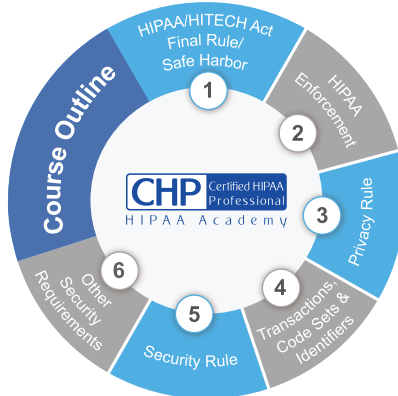 Course Outline
HIPAA/HITECH Act
Final Rule/
Safe Harbor
1
HIPAA
Enforcement
2
Privacy Rule
3
Transactions,
Code Sets &
Identifiers
4
Security Rule
5
Other
Security
Requirements
6
CHP
Certified HIPAA
Professional
HIPAA Academy